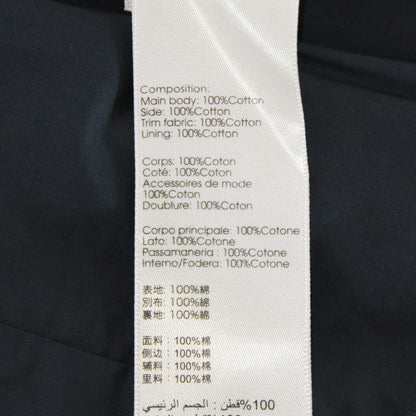 Composition:
Main body: 100%Cotton
Side: 100%Cotton
Trim fabric: 100%Cotton
Lining: 100%Cotton
Corps: 100%Coton
Coté: 100%Coton
Accessoires de mode
100%Coton
Doublure: 100%Coton
Corpo principale: 100%Cotone
Lato: 100%Cotone
Passamaneria: 100%Cotone
Interno/Fodera: 100%Cotone
表地: 100%綿
別布: 100%綿
裏地: 100%綿
面料: 100%棉
侧边: 100%棉
辅料: 100%棉
里料: 100%棉
100%قطن : الجسم الرئيسي